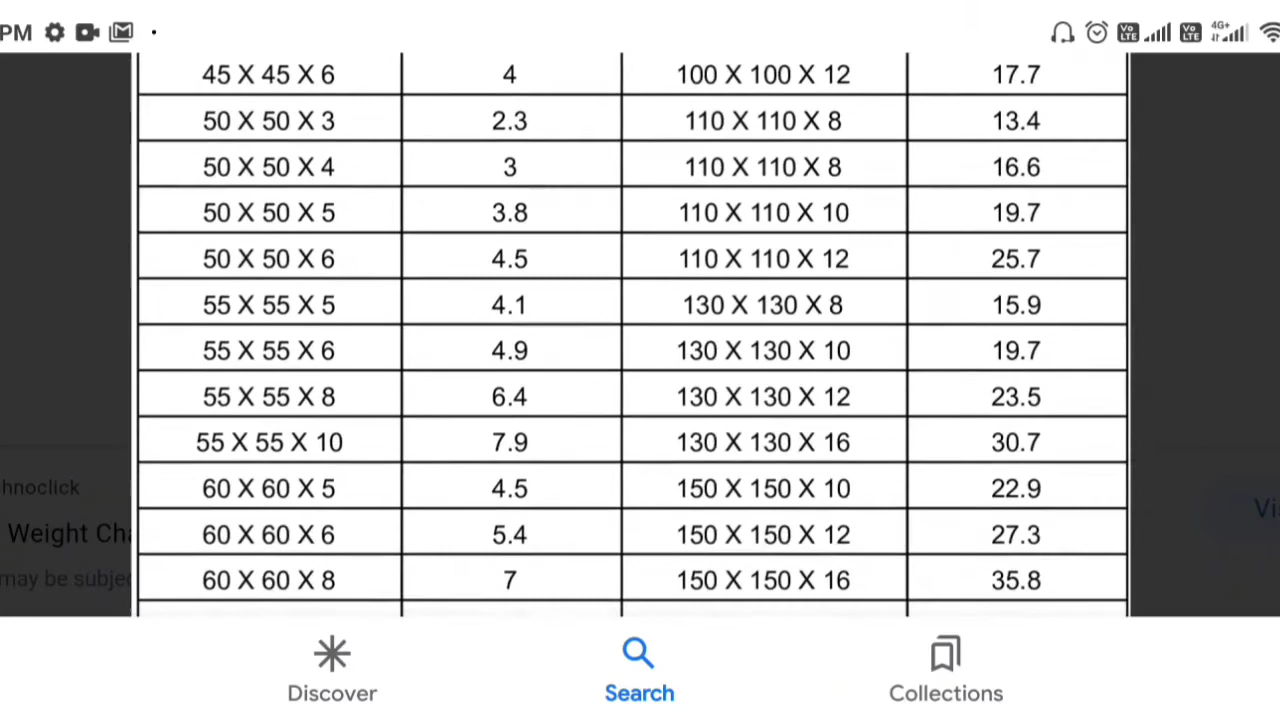 PM
Vo LTE Vo LTE 4G+
45 X 45 X 6 4 100 X 100 X 12 17.7
50 X 50 X 3 2.3 110 X 110 X 8 13.4
50 X 50 X 4 3 110 X 110 X 8 16.6
50 X 50 X 5 3.8 110 X 110 X 10 19.7
50 X 50 X 6 4.5 110 X 110 X 12 25.7
55 X 55 X 5 4.1 130 X 130 X 8 15.9
55 X 55 X 6 4.9 130 X 130 X 10 19.7
55 X 55 X 8 6.4 130 X 130 X 12 23.5
55 X 55 X 10 7.9 130 X 130 X 16 30.7
60 X 60 X 5 4.5 150 X 150 X 10 22.9
60 X 60 X 6 5.4 150 X 150 X 12 27.3
60 X 60 X 8 7 150 X 150 X 16 35.8
hnoclick
Weight Cha
may be subje
Vi
Discover Search Collections